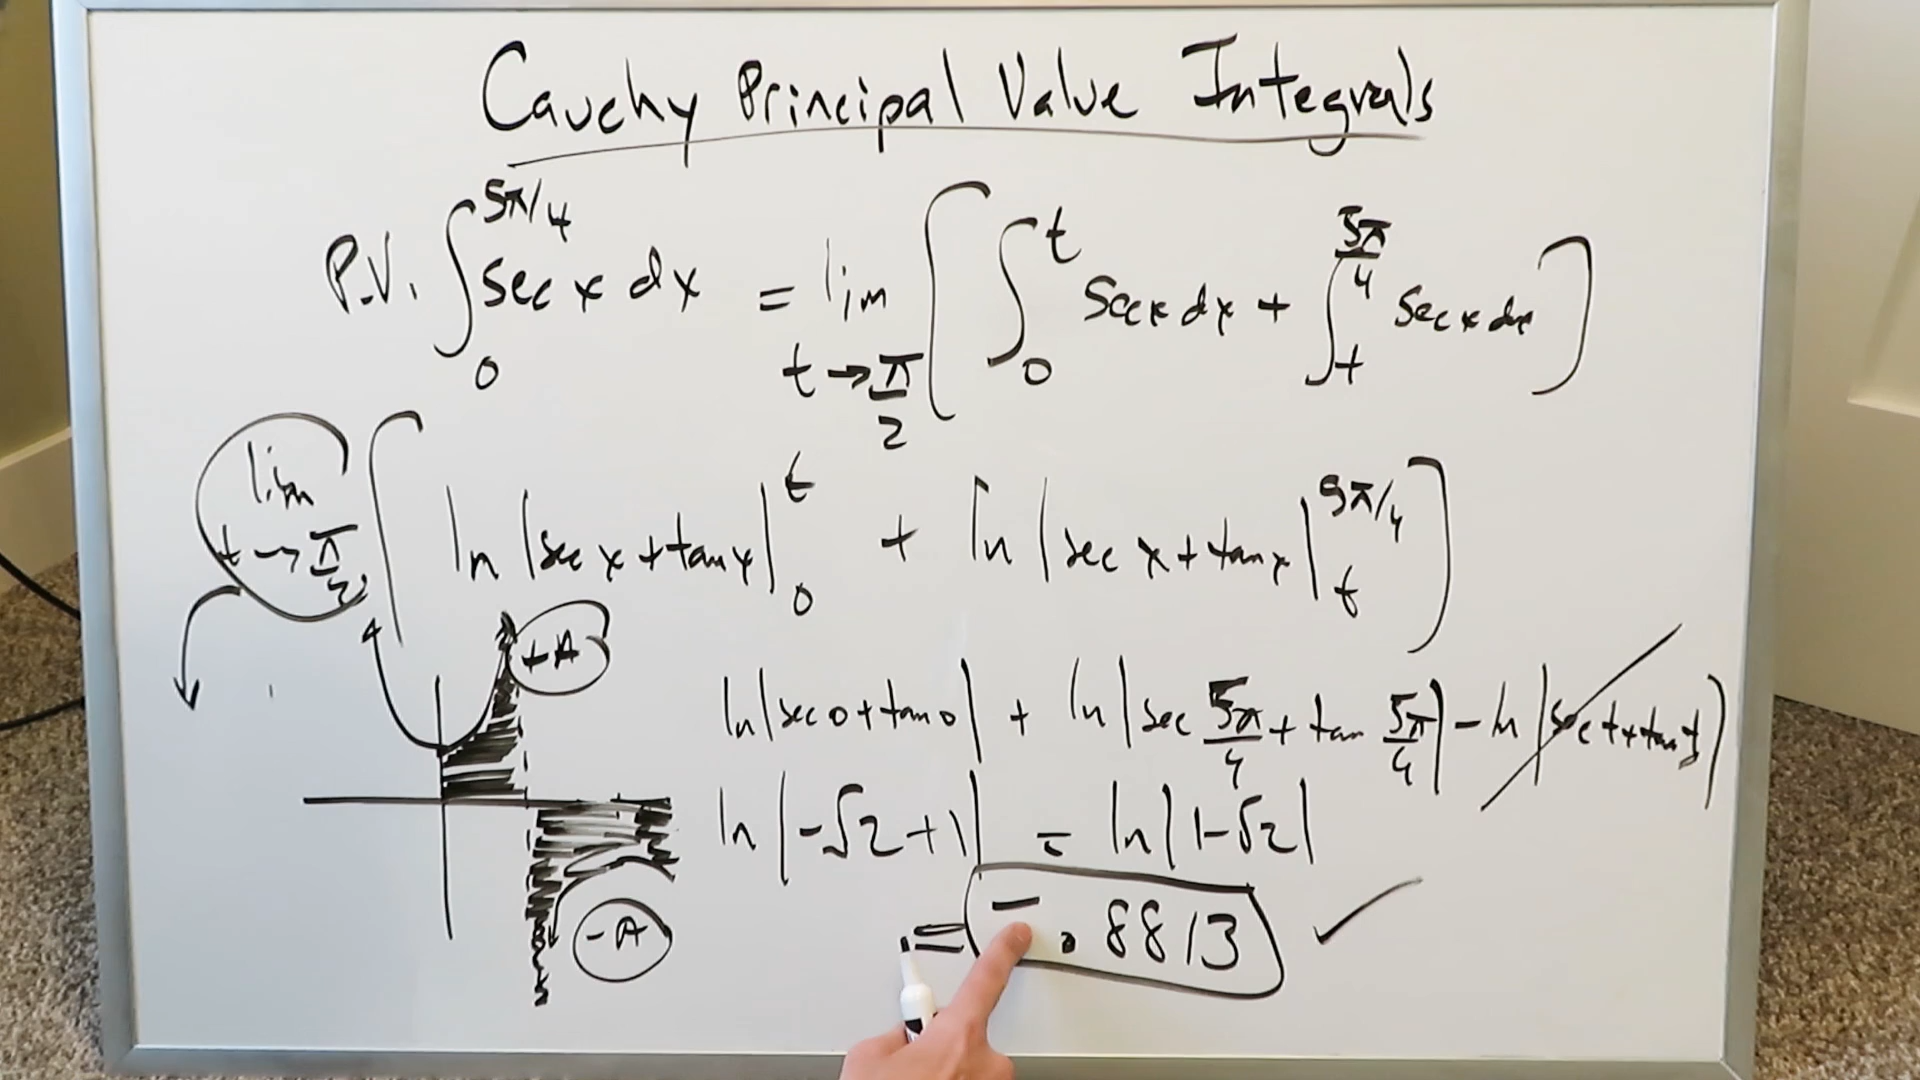 Cauchy Principal Value Integrals
P.V. ∫₀^{5π/4} sec x dx = lim_{t→π/2} [ ∫₀^t sec x dx + ∫_t^{5π/4} sec x dx ]
lim_{t→π/2} [ ln |sec x + tan x| |₀^t + ln |sec x + tan x| |_t^{5π/4} ]
+A
ln |sec 0 + tan 0| + ln |sec 5π/4 + tan 5π/4| - ln |sec t + tan t| ]
ln |-√2 + 1| = ln |1-√2|
= -.8813 ✓
-A